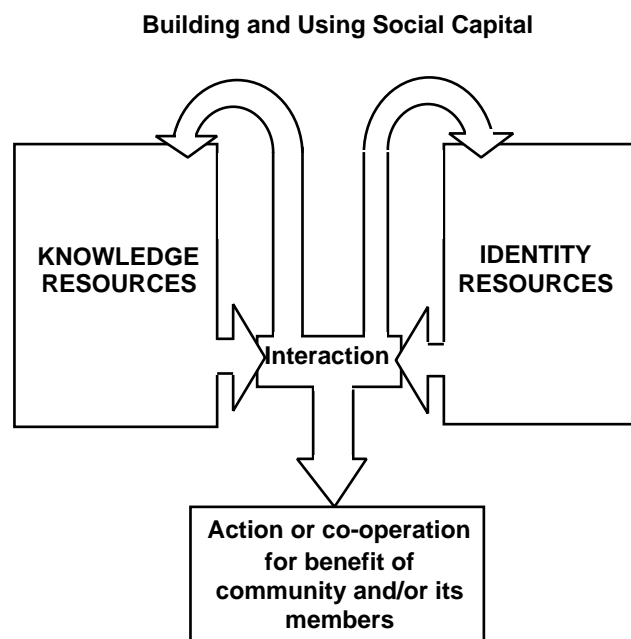 Building and Using Social Capital
KNOWLEDGE
RESOURCES
IDENTITY
RESOURCES
Interaction
Action or co-operation
for benefit of
community and/or its
members